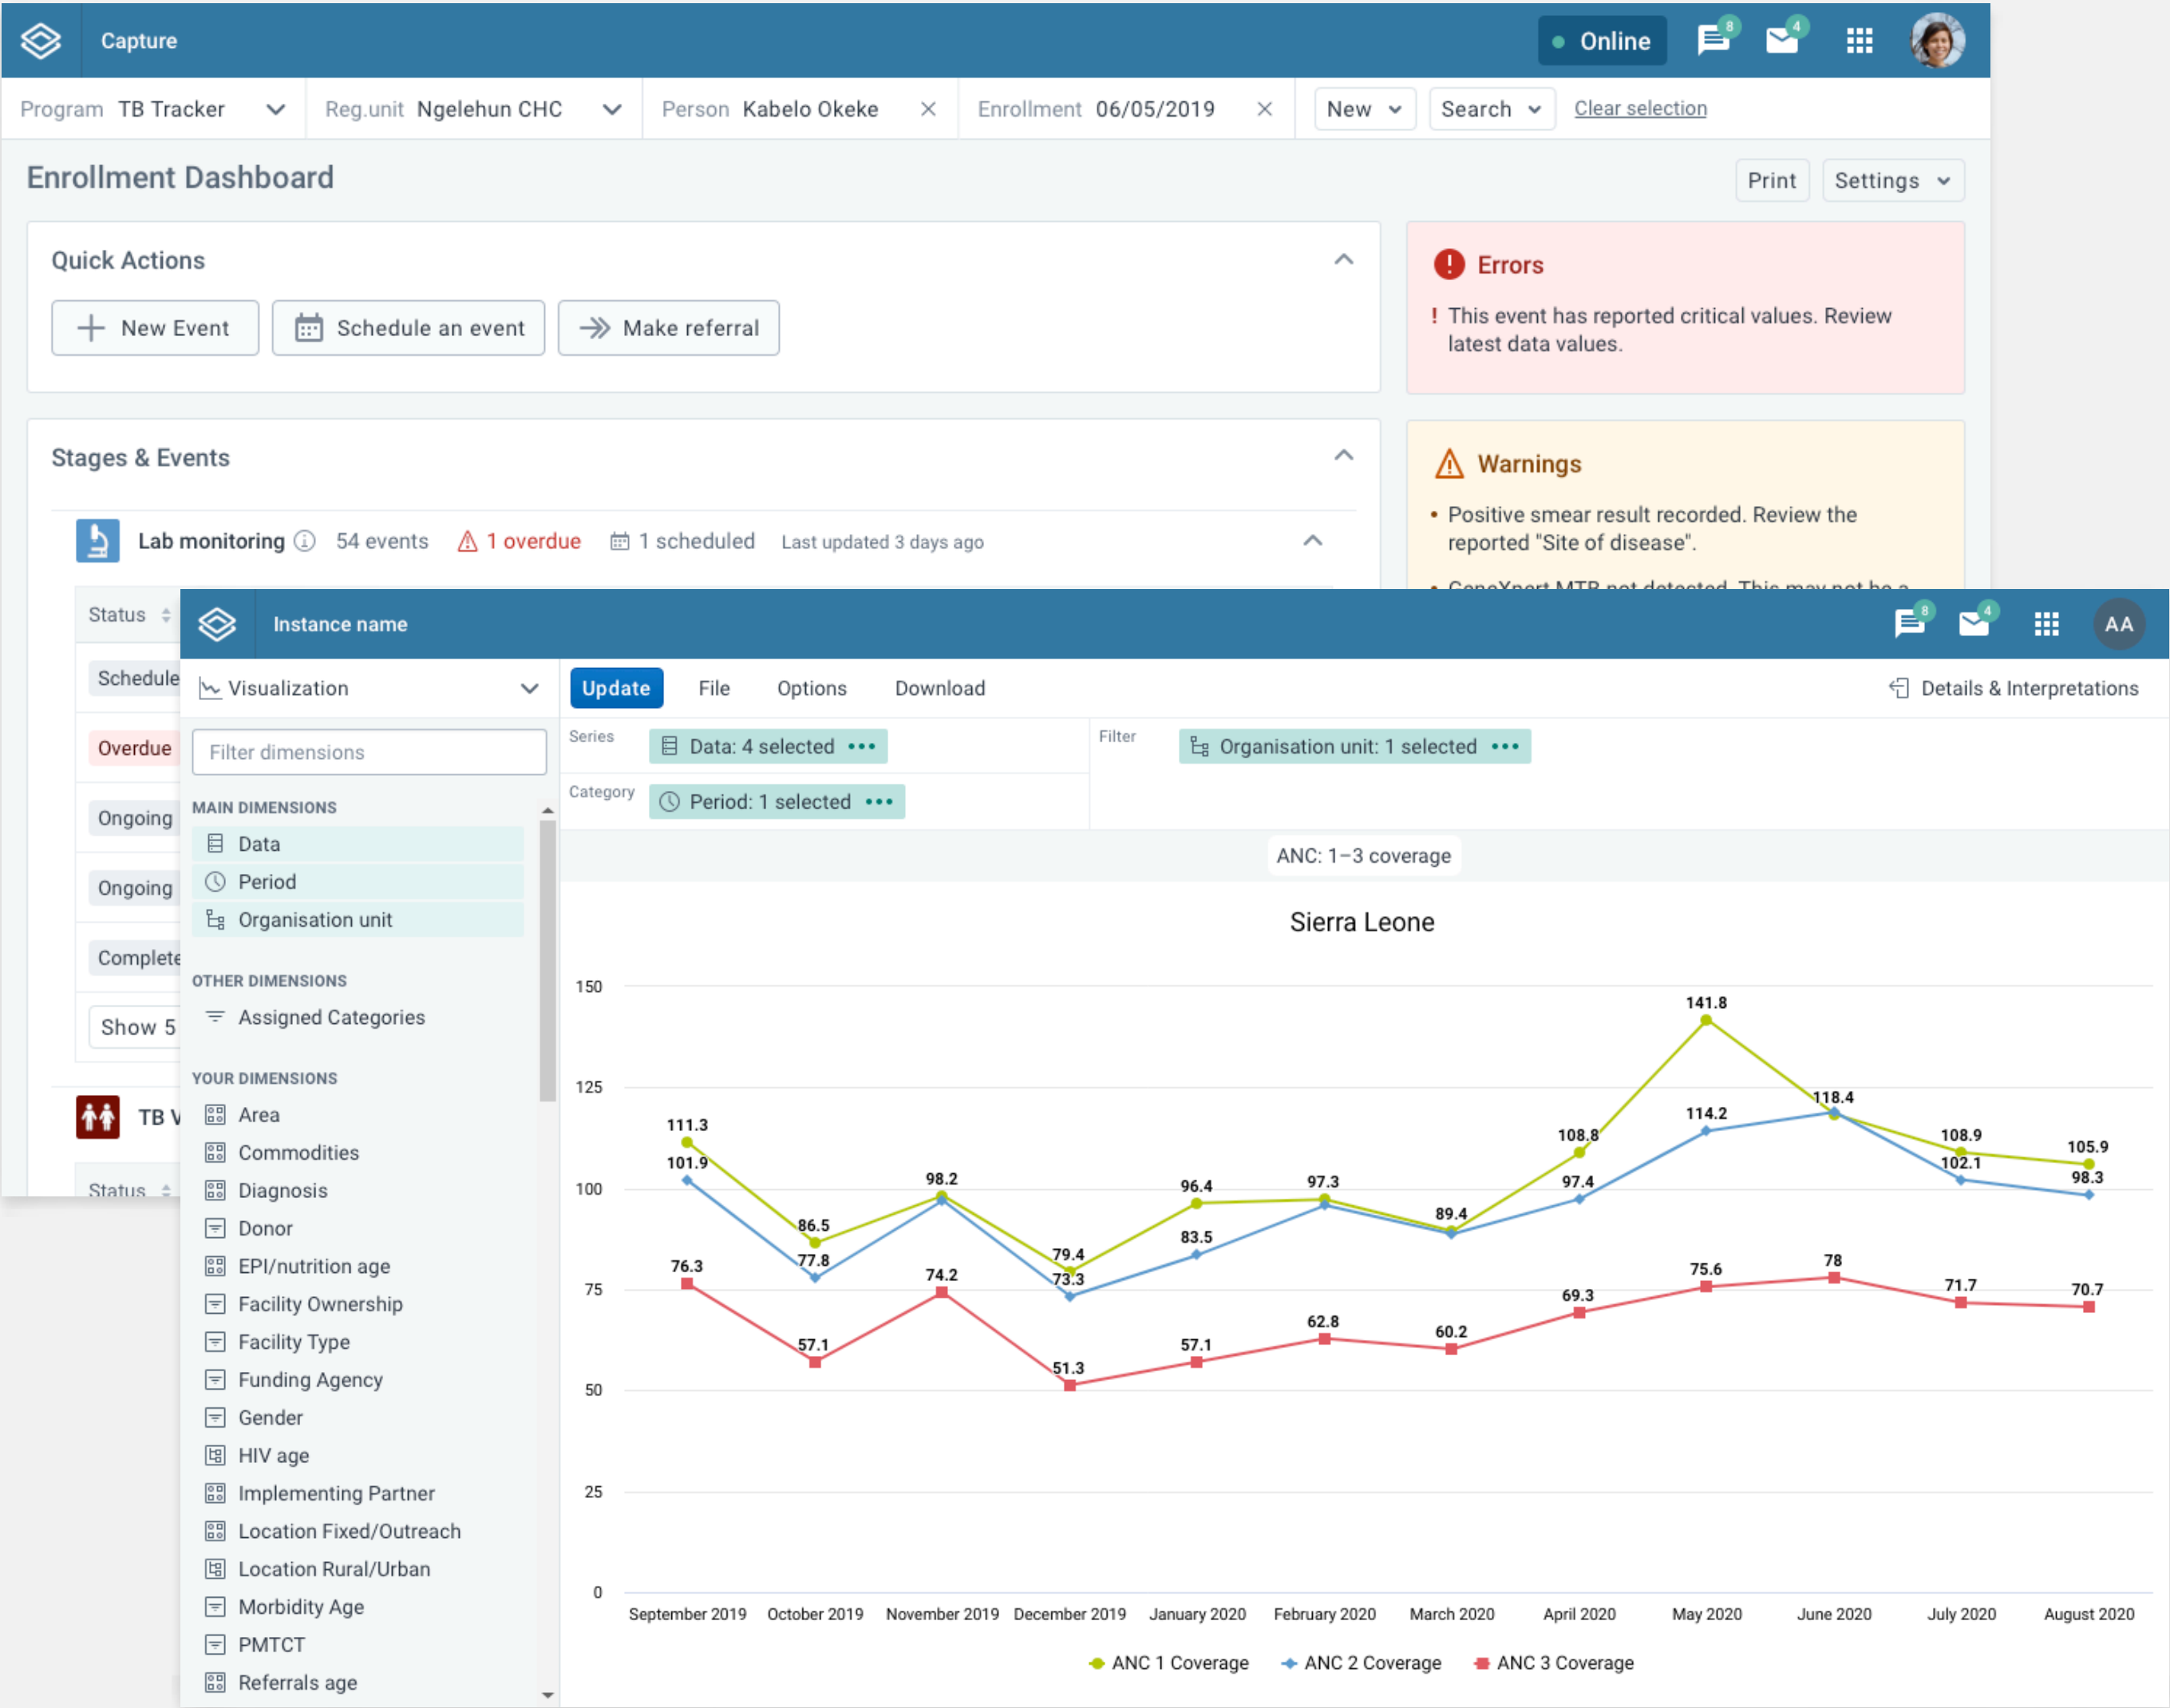 Capture
Online
8
4
Program TB Tracker
Reg.unit Ngelehun CHC
Person Kabelo Okeke
Enrollment 06/05/2019
New
Search
Clear selection
Enrollment Dashboard
Print
Settings
Quick Actions
New Event
Schedule an event
Make referral
Errors
! This event has reported critical values. Review
latest data values.
Stages & Events
Warnings
• Positive smear result recorded. Review the
reported "Site of disease".
• GeneXpert MTB not detected. This may not be a
Lab monitoring 54 events 1 overdue 1 scheduled Last updated 3 days ago
Status
Schedule
Overdue
Ongoing
Ongoing
Complete
Show 5
TB V
Status
Instance name
8
4
AA
Visualization
Update
File
Options
Download
Details & Interpretations
Filter dimensions
Series
Data: 4 selected
Filter
Organisation unit: 1 selected
Category
Period: 1 selected
MAIN DIMENSIONS
Data
Period
Organisation unit
OTHER DIMENSIONS
Assigned Categories
YOUR DIMENSIONS
Area
Commodities
Diagnosis
Donor
EPI/nutrition age
Facility Ownership
Facility Type
Funding Agency
Gender
HIV age
Implementing Partner
Location Fixed/Outreach
Location Rural/Urban
Morbidity Age
PMTCT
Referrals age
ANC: 1–3 coverage
Sierra Leone
150
125
100
75
50
25
0
111.3
86.5
98.2
79.4
96.4
97.3
89.4
108.8
141.8
118.4
108.9
105.9
101.9
77.8
73.3
83.5
97.4
114.2
102.1
98.3
76.3
57.1
74.2
51.3
57.1
62.8
60.2
69.3
75.6
78
71.7
70.7
September 2019
October 2019
November 2019
December 2019
January 2020
February 2020
March 2020
April 2020
May 2020
June 2020
July 2020
August 2020
ANC 1 Coverage
ANC 2 Coverage
ANC 3 Coverage